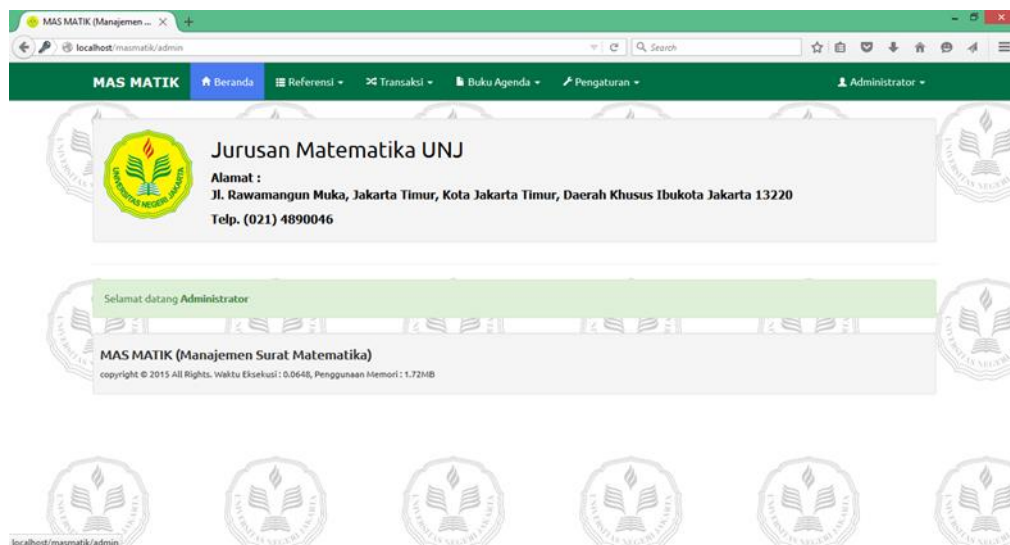 MAS MATIK (Manajemen ...
localhost/masmatik/admin
Search
MAS MATIK Beranda Referensi Transaksi Buku Agenda Pengaturan Administrator
Jurusan Matematika UNJ
Alamat :
Jl. Rawamangun Muka, Jakarta Timur, Kota Jakarta Timur, Daerah Khusus Ibukota Jakarta 13220
Telp. (021) 4890046
Selamat datang Administrator
MAS MATIK (Manajemen Surat Matematika)
copyright © 2015 All Rights. Waktu Eksekusi : 0.0648, Penggunaan Memori : 1.72MB
UNIVERSITAS NEGERI JAKARTA
localhost/masmatik/admin